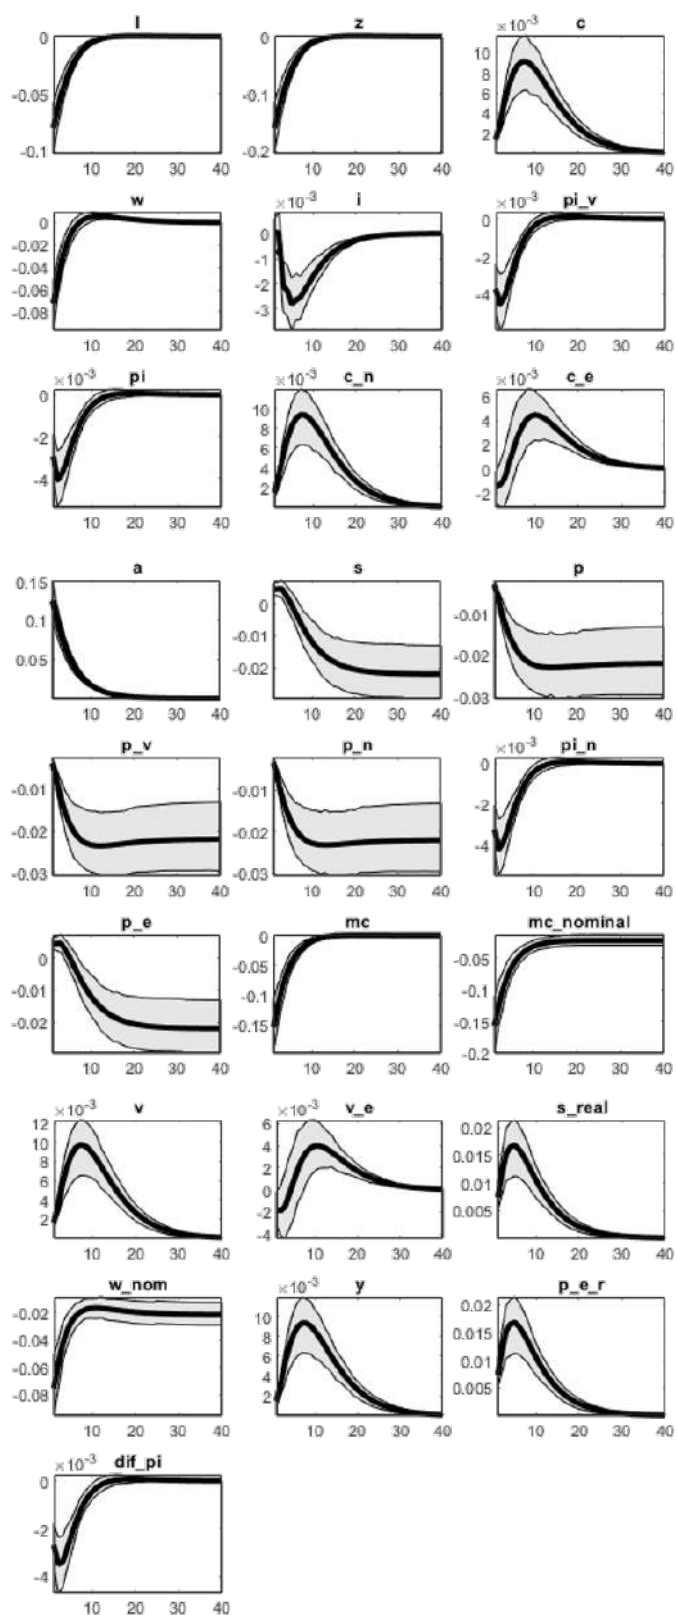 l z c
0 0 ×10⁻³
10
-0.05 -0.1 8
6
4
-0.1 -0.2 2
10 20 30 40 10 20 30 40 10 20 30 40
w i pi_v
0 ×10⁻³ ×10⁻³
-0.02 0 0
-0.04 -1 -2
-0.06 -2 -4
-0.08 -3
10 20 30 40 10 20 30 40 10 20 30 40
pi c_n c_e
×10⁻³ ×10⁻³ ×10⁻³
0 10 6
-2 8 4
6 2
-4 4 0
2 -2
10 20 30 40 10 20 30 40 10 20 30 40
a s p
0.15 0 -0.01
0.1 -0.01 -0.02
0.05 -0.02 -0.03
10 20 30 40 10 20 30 40 10 20 30 40
p_v p_n pi_n
×10⁻³
-0.01 -0.01 0
-0.02 -0.02 -2
-0.03 -0.03 -4
10 20 30 40 10 20 30 40 10 20 30 40
p_e mc mc_nominal
0 0 -0.05
-0.01 -0.05 -0.1
-0.02 -0.1 -0.15
-0.15 -0.2
10 20 30 40 10 20 30 40 10 20 30 40
v v_e s_real
×10⁻³ ×10⁻³
12 6 0.02
10 4 0.015
8 2 0.01
6 0 0.005
4 -2
2 -4
10 20 30 40 10 20 30 40 10 20 30 40
w_nom y p_e_r
×10⁻³
-0.02 10 0.02
-0.04 8 0.015
-0.06 6 0.01
-0.08 4 0.005
2
10 20 30 40 10 20 30 40 10 20 30 40
dif_pi
×10⁻³
0
-2
-4
10 20 30 40